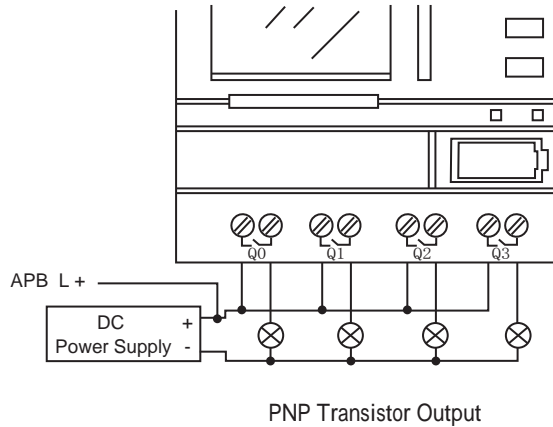 Q0 Q1 Q2 Q3
APB L +
DC +
Power Supply -
PNP Transistor Output